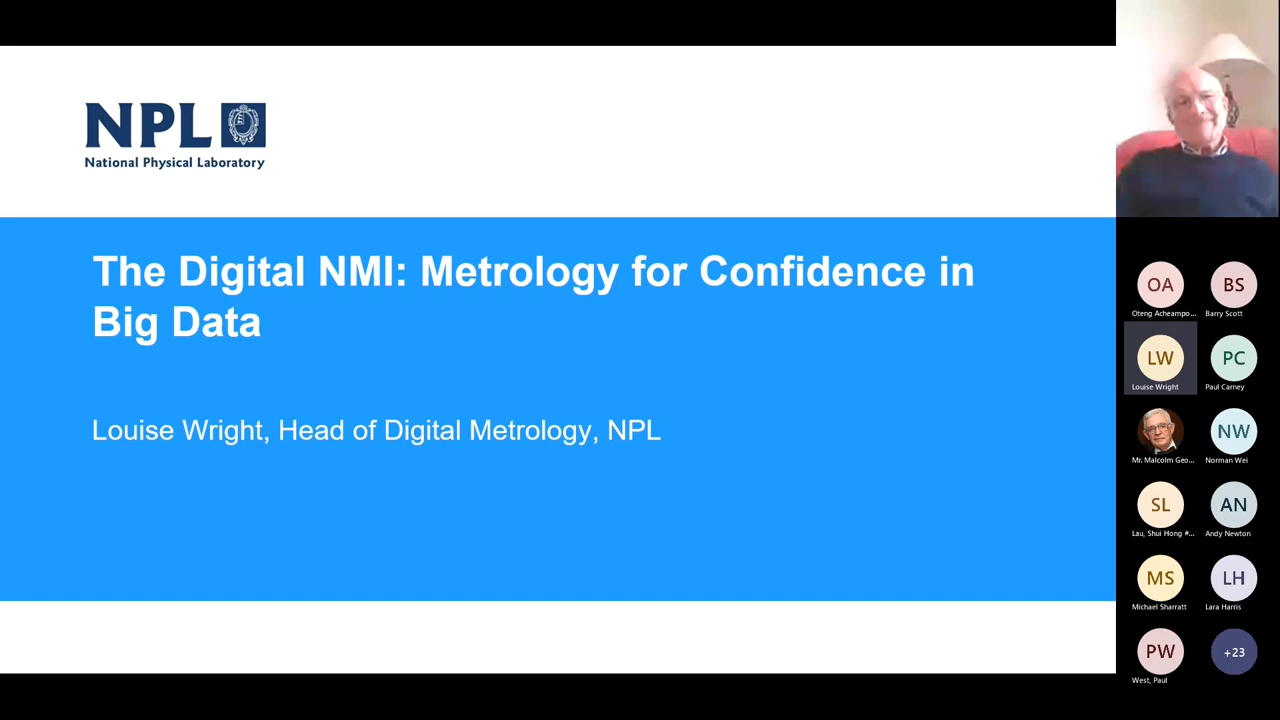 NPL
National Physical Laboratory
The Digital NMI: Metrology for Confidence in
Big Data
Louise Wright, Head of Digital Metrology, NPL
OA
BS
Oteng Acheampo...
Barry Scott
LW
PC
Louise Wright
Paul Carney
Mr. Malcolm Geo...
NW
Norman Wei
SL
AN
Lau, Shui Hong #...
Andy Newton
MS
LH
Michael Sharratt
Lara Harris
PW
+23
West, Paul